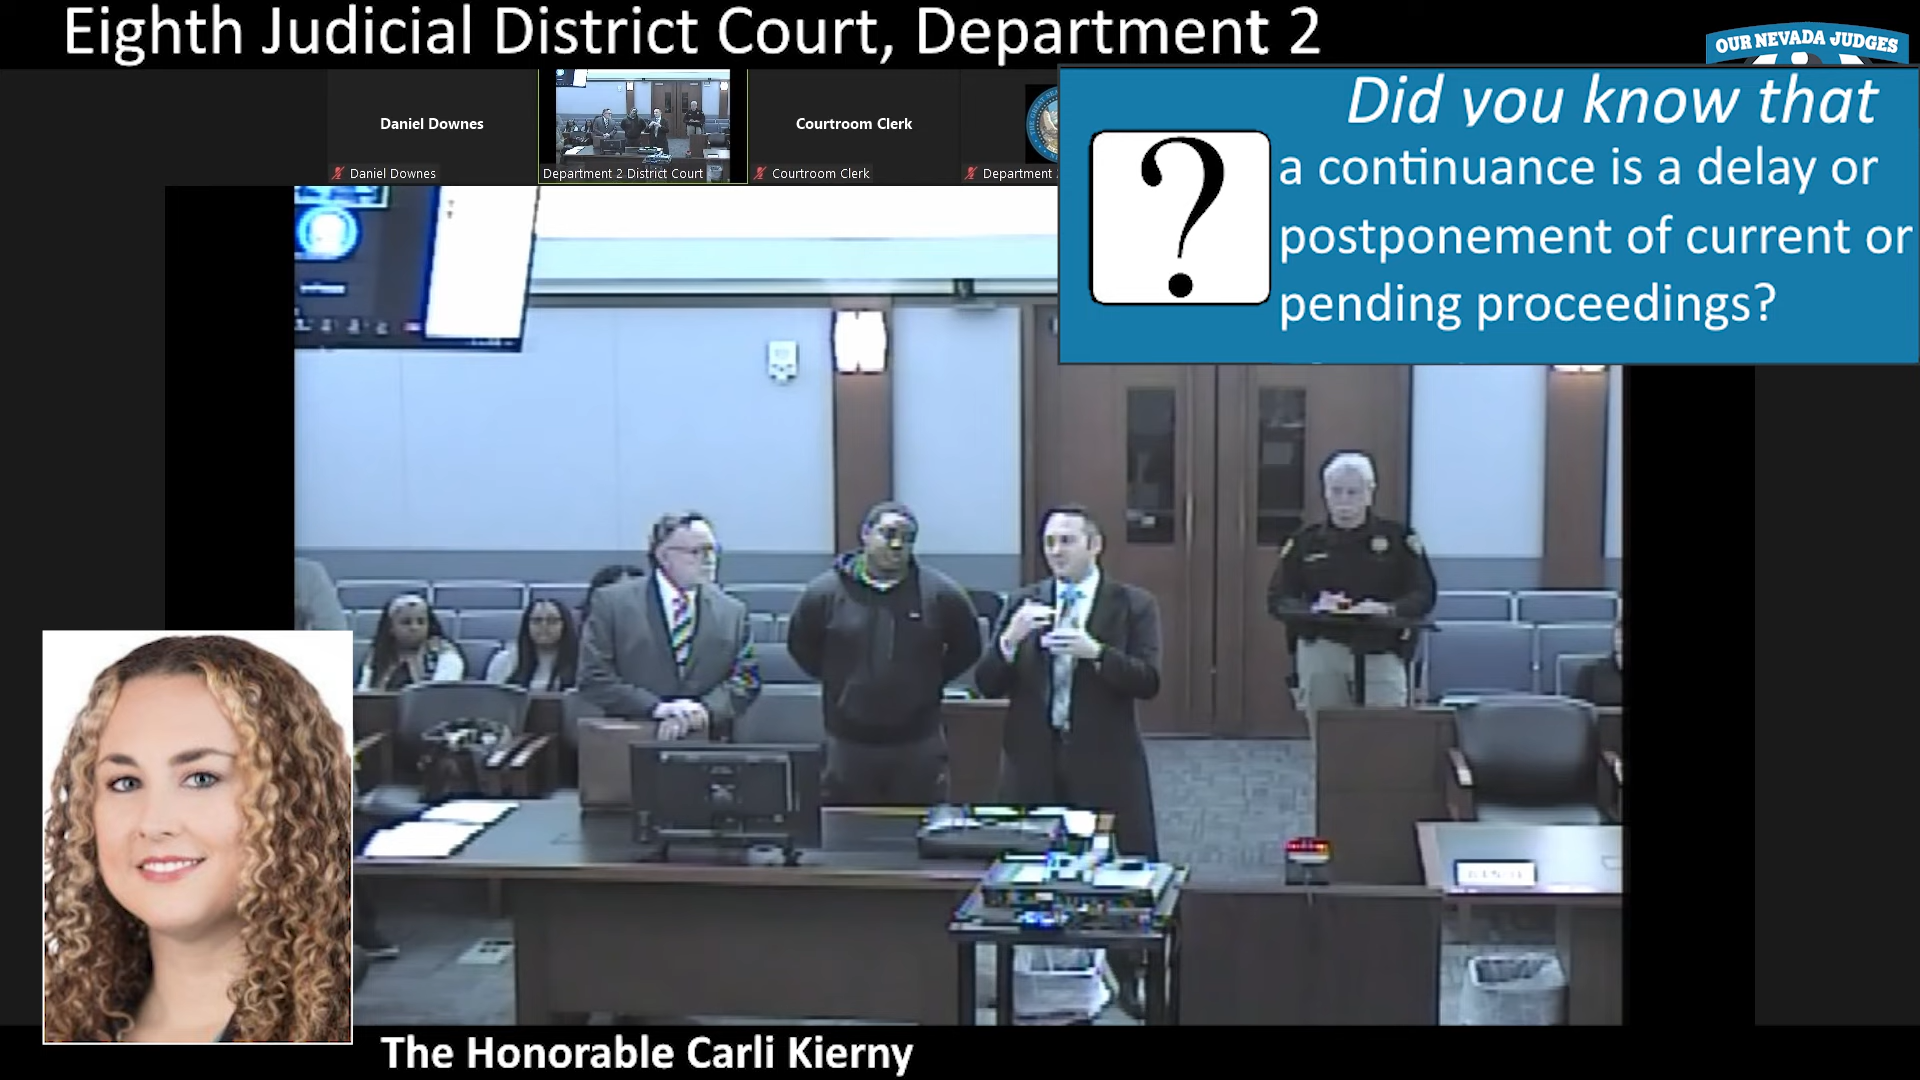 Eighth Judicial District Court, Department 2
OUR NEVADA JUDGES
Daniel Downes
Courtroom Clerk
Daniel Downes
Department 2 District Court
Courtroom Clerk
Department
Did you know that
a continuance is a delay or
postponement of current or
pending proceedings?
?
The Honorable Carli Kierny